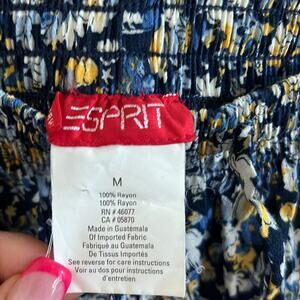 ESPRIT
M
100% Rayon
100% Rayon
RN # 46077
CA # 05870
Made in Guatemala
Of Imported Fabric
Fabriqué au Guatemala
De Tissus Importés
See reverse for care instructions
Voir au dos pour d'instructions